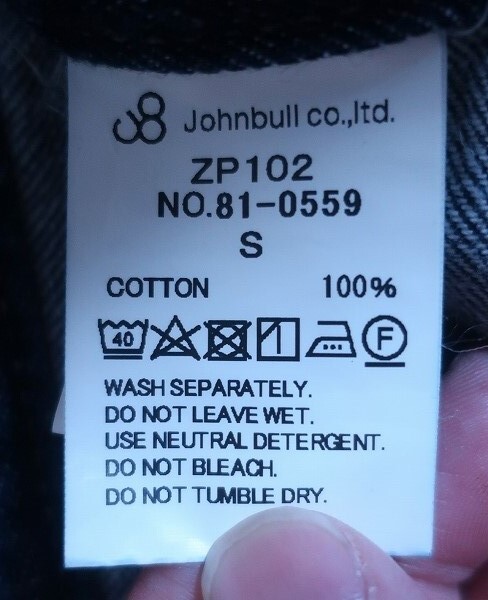 Johnbull co.,ltd.
ZP102
NO.81-0559
S
COTTON 100%
40 F
WASH SEPARATELY.
DO NOT LEAVE WET.
USE NEUTRAL DETERGENT.
DO NOT BLEACH.
DO NOT TUMBLE DRY.